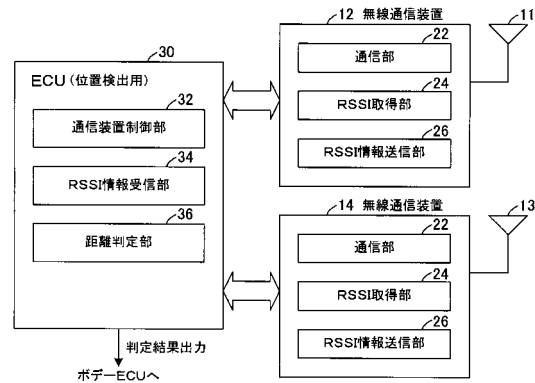 30
ECU(位置検出用)
32
通信装置制御部
34
RSSI情報受信部
36
距離判定部
判定結果出力
ボデーECUへ
12 無線通信装置
11
22
通信部
24
RSSI取得部
26
RSSI情報送信部
14 無線通信装置
13
22
通信部
24
RSSI取得部
26
RSSI情報送信部